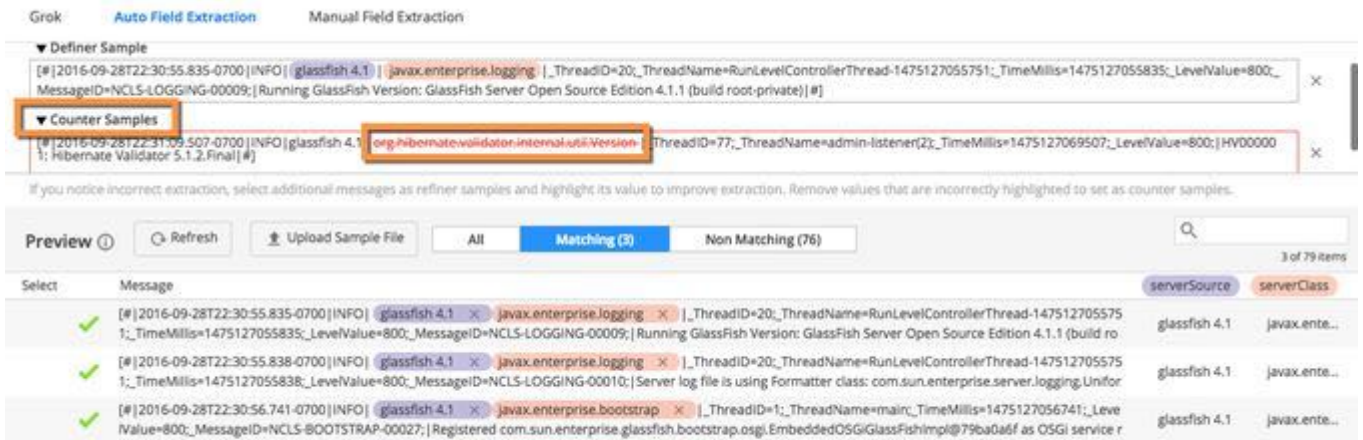 Grok Auto Field Extraction Manual Field Extraction
▼ Definer Sample
[#|2016-09-28T22:30:55.835-0700|INFO| glassfish 4.1 | javax.enterprise.logging |_ThreadID=20;_ThreadName=RunLevelControllerThread-1475127055751;_TimeMillis=1475127055835;_LevelValue=800;_
MessageID=NCLS-LOGGING-00009;|Running GlassFish Version: GlassFish Server Open Source Edition 4.1.1 (build root-private)|#]
▼ Counter Samples
[#|2016-09-28T22:31:09.507-0700|INFO|glassfish 4.1| org.hibernate.validator.internal.util.Version |_ThreadID=77;_ThreadName=admin-listener(2);_TimeMillis=1475127069507;_LevelValue=800;|HV00000
1: Hibernate Validator 5.1.2.Final|#]
If you notice incorrect extraction, select additional messages as refiner samples and highlight its value to improve extraction. Remove values that are incorrectly highlighted to set as counter samples.
Preview Refresh Upload Sample File All Matching (3) Non Matching (76)
3 of 79 items
Select Message serverSource serverClass
[#|2016-09-28T22:30:55.835-0700|INFO| glassfish 4.1 × javax.enterprise.logging × |_ThreadID=20;_ThreadName=RunLevelControllerThread-147512705575
1;_TimeMillis=1475127055835;_LevelValue=800;_MessageID=NCLS-LOGGING-00009;|Running GlassFish Version: GlassFish Server Open Source Edition 4.1.1 (build ro
glassfish 4.1 javax.ente...
[#|2016-09-28T22:30:55.838-0700|INFO| glassfish 4.1 × javax.enterprise.logging × |_ThreadID=20;_ThreadName=RunLevelControllerThread-147512705575
1;_TimeMillis=1475127055838;_LevelValue=800;_MessageID=NCLS-LOGGING-00010;|Server log file is using Formatter class: com.sun.enterprise.server.logging.Unifor
glassfish 4.1 javax.ente...
[#|2016-09-28T22:30:56.741-0700|INFO| glassfish 4.1 × javax.enterprise.bootstrap × |_ThreadID=1;_ThreadName=main;_TimeMillis=1475127056741;_Leve
lValue=800;_MessageID=NCLS-BOOTSTRAP-00027;|Registered com.sun.enterprise.glassfish.bootstrap.osgi.EmbeddedOSGiGlassFishImpl@79ba0a6f as OSGi service r
glassfish 4.1 javax.ente...